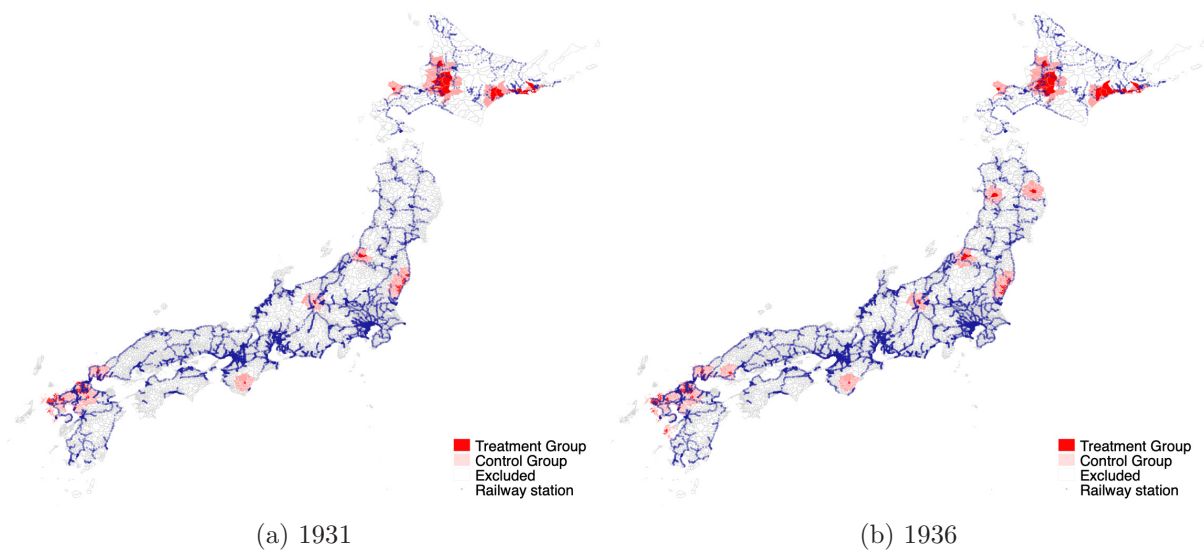 Treatment Group
Control Group
Excluded
Railway station
Treatment Group
Control Group
Excluded
Railway station
(a) 1931
(b) 1936